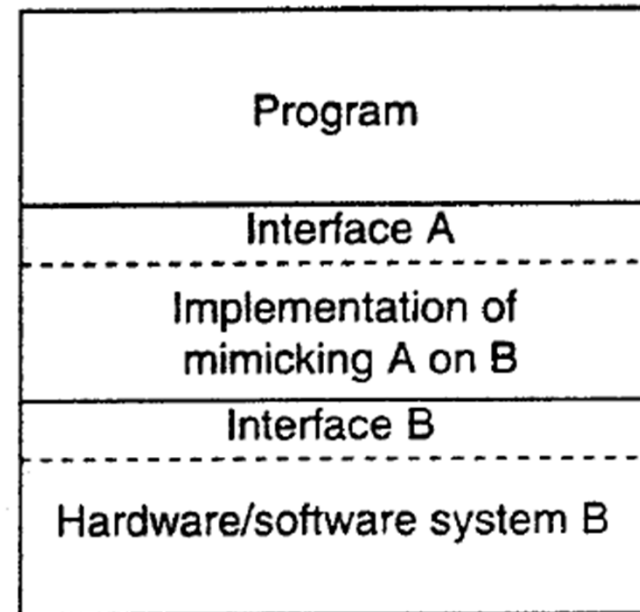 Program
Interface A
Implementation of
mimicking A on B
Interface B
Hardware/software system B